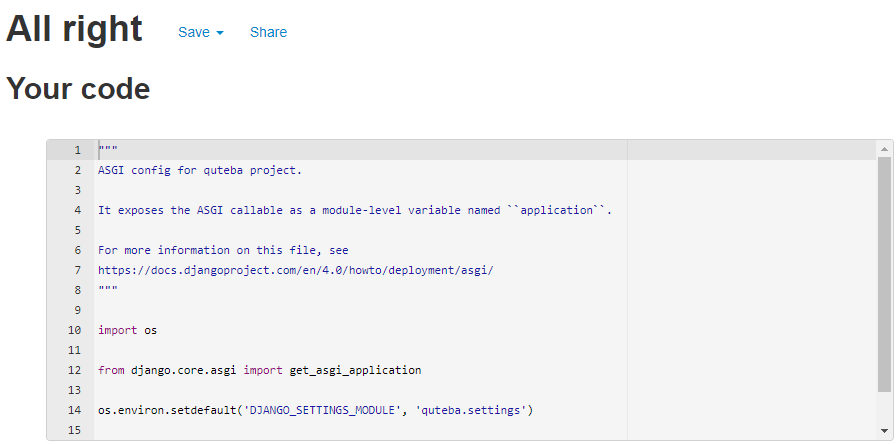 All right Save Share
Your code
1 """
2 ASGI config for quteba project.
3
4 It exposes the ASGI callable as a module-level variable named ``application``.
5
6 For more information on this file, see
7 https://docs.djangoproject.com/en/4.0/howto/deployment/asgi/
8 """
9
10 import os
11
12 from django.core.asgi import get_asgi_application
13
14 os.environ.setdefault('DJANGO_SETTINGS_MODULE', 'quteba.settings')
15